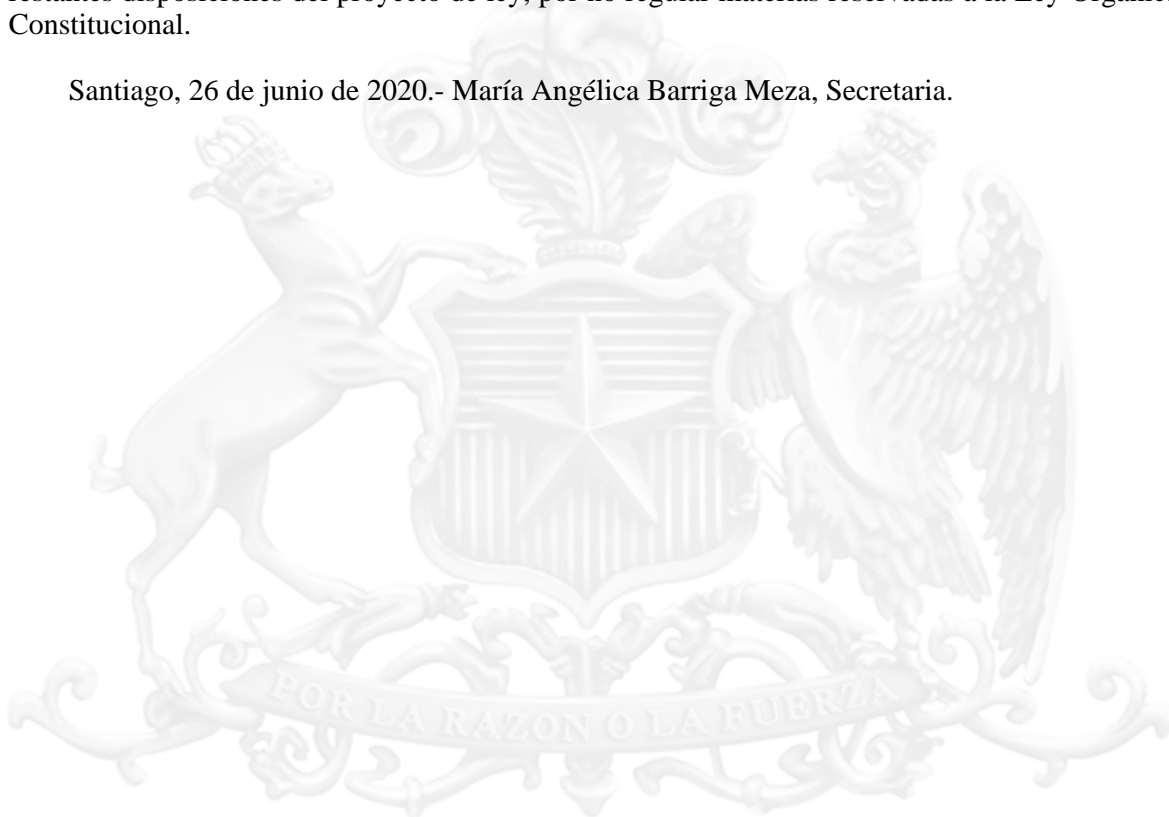 restantes disposiciones del proyecto de ley, por no regular materias reservadas a la Ley Orgánica
Constitucional.
Santiago, 26 de junio de 2020.- María Angélica Barriga Meza, Secretaria.
POR LA RAZON O LA FUERZA